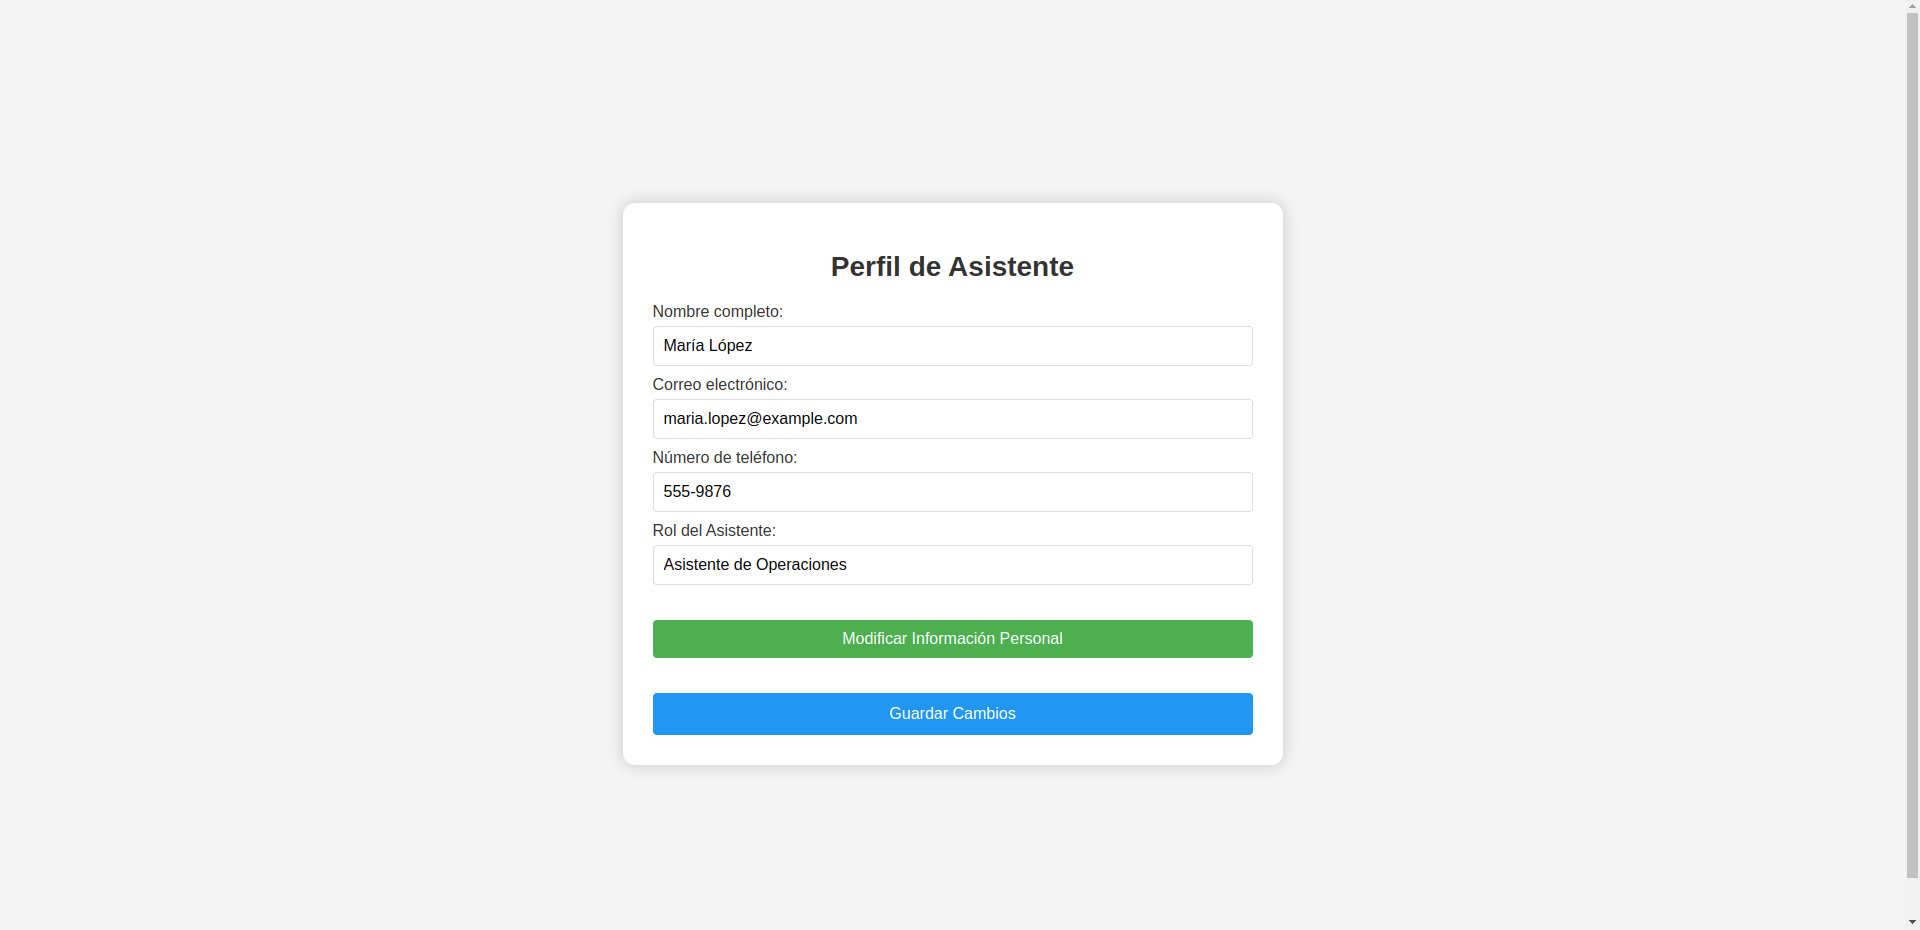 Perfil de Asistente
Nombre completo:
María López
Correo electrónico:
maria.lopez@example.com
Número de teléfono:
555-9876
Rol del Asistente:
Asistente de Operaciones
Modificar Información Personal
Guardar Cambios